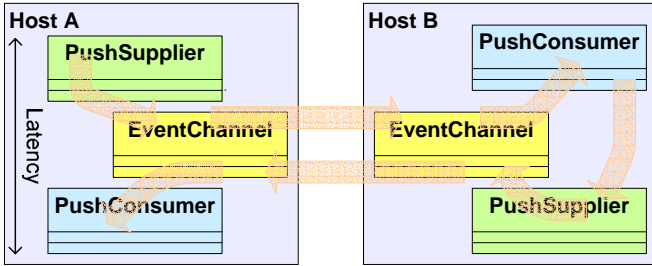 Host A
PushSupplier
EventChannel
PushConsumer
Latency
Host B
PushConsumer
EventChannel
PushSupplier